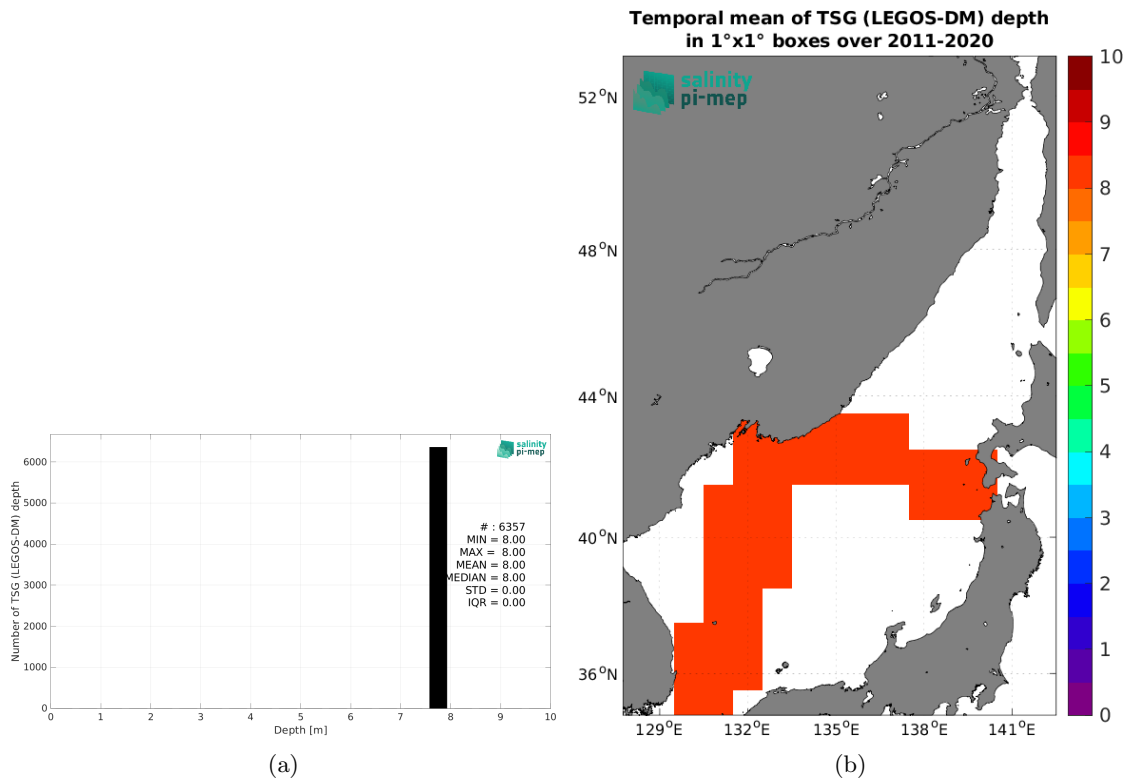 salinity
pi-mep
6000
5000
4000
3000
2000
1000
0
Number of TSG (LEGOS-DM) depth
# : 6357
MIN = 8.00
MAX = 8.00
MEAN = 8.00
MEDIAN = 8.00
STD = 0.00
IQR = 0.00
0 1 2 3 4 5 6 7 8 9 10
Depth [m]
(a)
Temporal mean of TSG (LEGOS-DM) depth
in 1°x1° boxes over 2011-2020
salinity
pi-mep
52°N
48°N
44°N
40°N
36°N
129°E 132°E 135°E 138°E 141°E
10
9
8
7
6
5
4
3
2
1
0
(b)